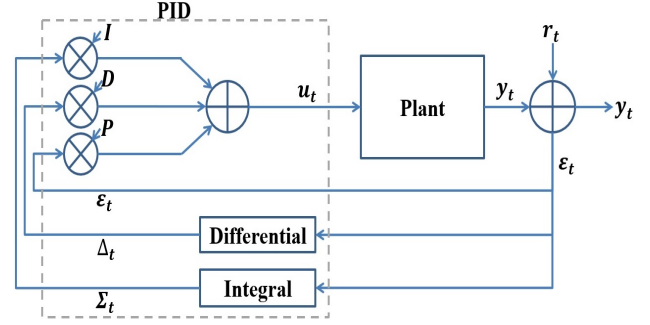 PID
I
D
P
u_t
Plant
y_t
r_t
y_t
ε_t
ε_t
Differential
Δ_t
Integral
Σ_t